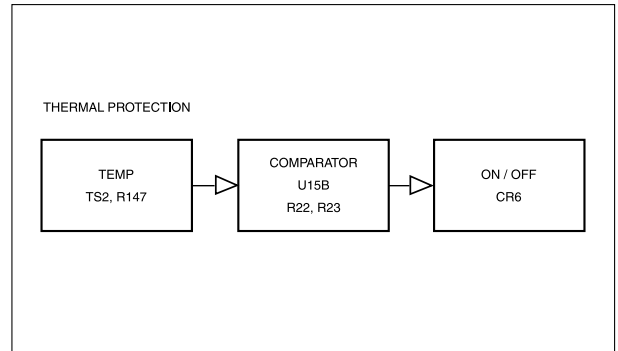 THERMAL PROTECTION
TEMP
TS2, R147
COMPARATOR
U15B
R22, R23
ON / OFF
CR6